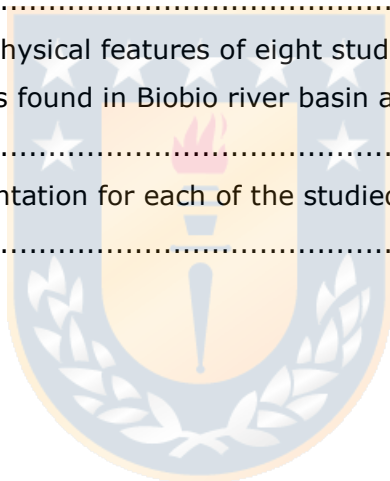 ................................................
hysical features of eight stud
s found in Biobio river basin a
................................................
ntation for each of the studied
................................................